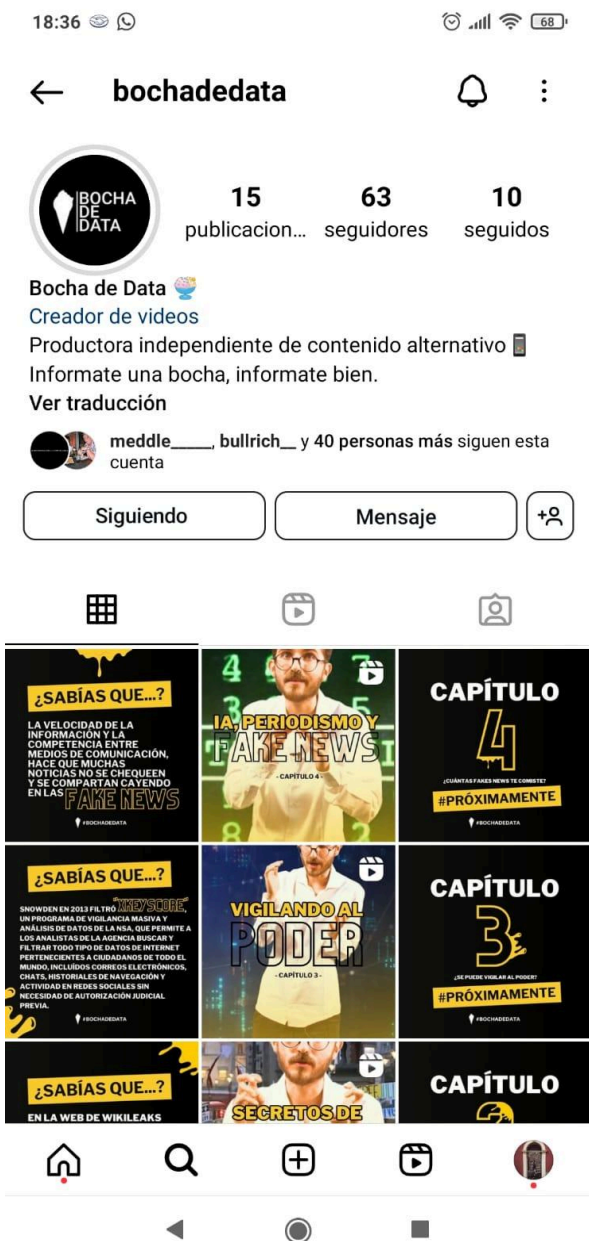 18:36
68
bochadedata
BOCHA
DE
DATA
15
publicacion...
63
seguidores
10
seguidos
Bocha de Data
Creador de videos
Productora independiente de contenido alternativo
Informate una bocha, informate bien.
Ver traducción
meddle_____, bullrich__ y 40 personas más siguen esta
cuenta
Siguiendo
Mensaje
¿SABÍAS QUE...?
LA VELOCIDAD DE LA
INFORMACIÓN Y LA
COMPETENCIA ENTRE
MEDIOS DE COMUNICACIÓN,
HACE QUE MUCHAS
NOTICIAS NO SE CHEQUEEN
Y SE COMPARTAN CAYENDO
EN LAS FAKE NEWS
#BOCHADEDATA
IA, PERIODISMO Y
FAKE NEWS
- CAPÍTULO 4 -
CAPÍTULO
4
¿CUÁNTAS FAKES NEWS TE COMISTE?
#PRÓXIMAMENTE
#BOCHADEDATA
¿SABÍAS QUE...?
SNOWDEN EN 2013 FILTRÓ "XKEYSCORE",
UN PROGRAMA DE VIGILANCIA MASIVA Y
ANÁLISIS DE DATOS DE LA NSA, QUE PERMITE A
LOS ANALISTAS DE LA AGENCIA BUSCAR Y
FILTRAR TODO TIPO DE DATOS DE INTERNET
PERTENECIENTES A CIUDADANOS DE TODO EL
MUNDO, INCLUÍDOS CORREOS ELECTRÓNICOS,
CHATS, HISTORIALES DE NAVEGACIÓN Y
ACTIVIDAD EN REDES SOCIALES SIN
NECESIDAD DE AUTORIZACIÓN JUDICIAL
PREVIA.
#BOCHADEDATA
VIGILANDO AL
PODER
- CAPÍTULO 3 -
CAPÍTULO
3
¿SE PUEDE VIGILAR AL PODER?
#PRÓXIMAMENTE
#BOCHADEDATA
¿SABÍAS QUE...?
EN LA WEB DE WIKILEAKS
SECRETOS DE
CAPÍTULO
2